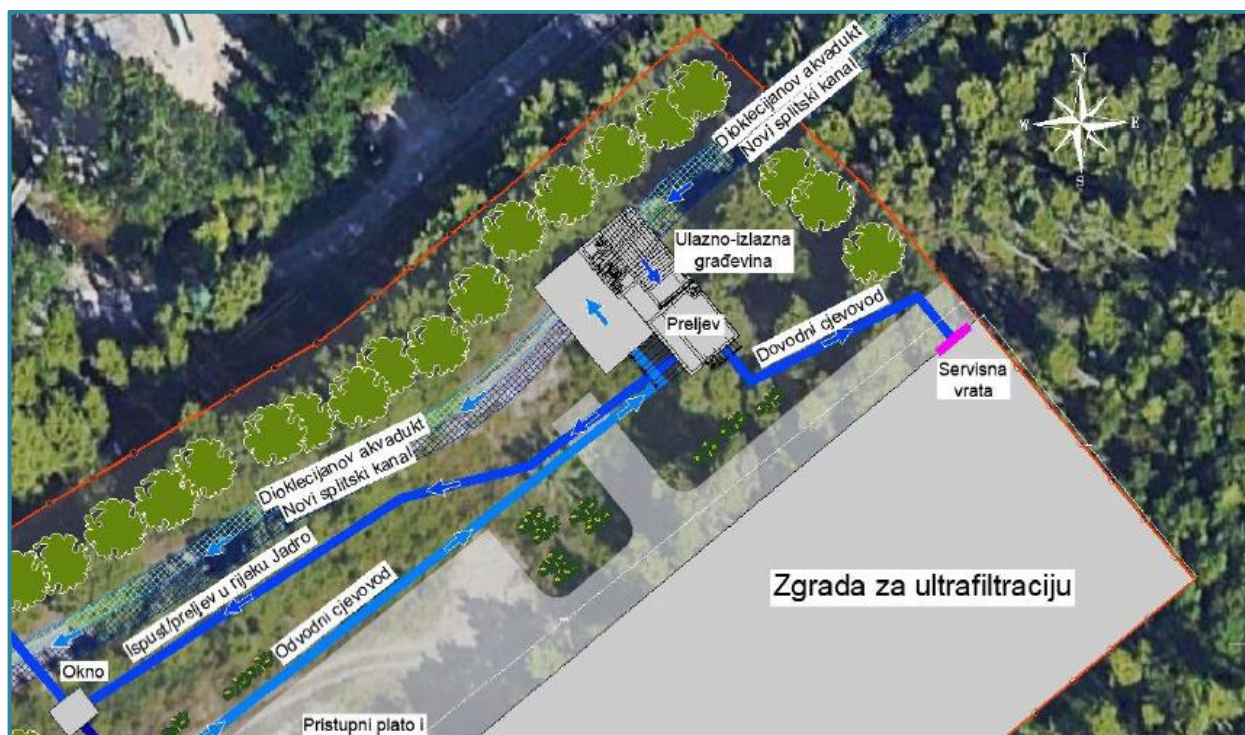 Dioklecijanov akvadukt
Novi splitski kanal
N
W
E
S
Ulazno-izlazna
građevina
Preljev
Dovodni cjevovod
Servisna
vrata
Dioklecijanov akvadukt
Novi splitski kanal
Ispust/preljev u rijeku Jadro
Odvodni cjevovod
Zgrada za ultrafiltraciju
Okno
Pristupni plato i